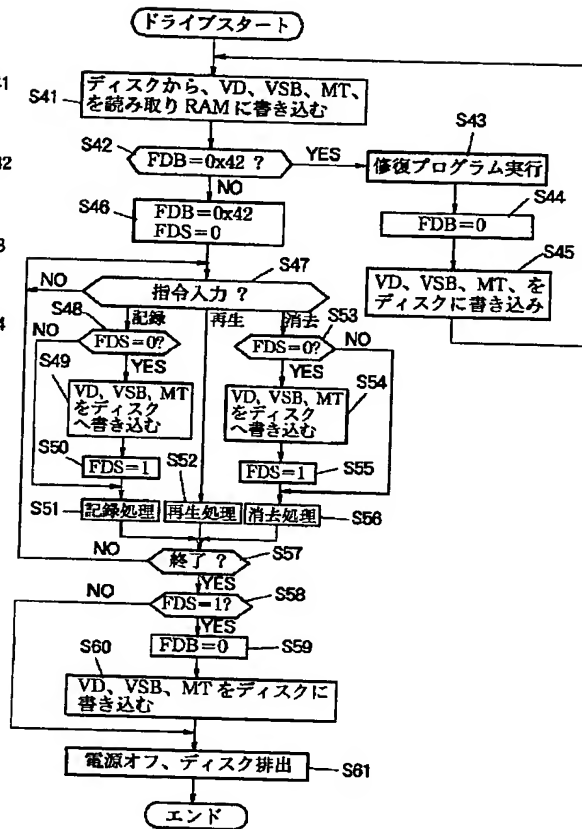 ドライブスタート
S41
ディスクから、VD、VSB、MT、
を読み取りRAMに書き込む
S42
FDB=0x42 ?
YES
NO
S43
修復プログラム実行
S44
FDB=0
S45
VD、VSB、MT、を
ディスクに書き込み
S46
FDB=0x42
FDS=0
S47
NO
指令入力 ?
記録
再生
消去
S48
NO
FDS=0?
YES
S53
FDS=0?
NO
YES
S49
VD、VSB、MT
をディスク
へ書き込む
S54
VD、VSB、MT
をディスク
へ書き込む
S50
FDS=1
S55
FDS=1
S51
記録処理
S52
再生処理
S56
消去処理
S57
NO
終了 ?
YES
S58
NO
FDS=1?
YES
S59
FDB=0
S60
VD、VSB、MTをディスクに
書き込む
電源オフ、ディスク排出
S61
エンド